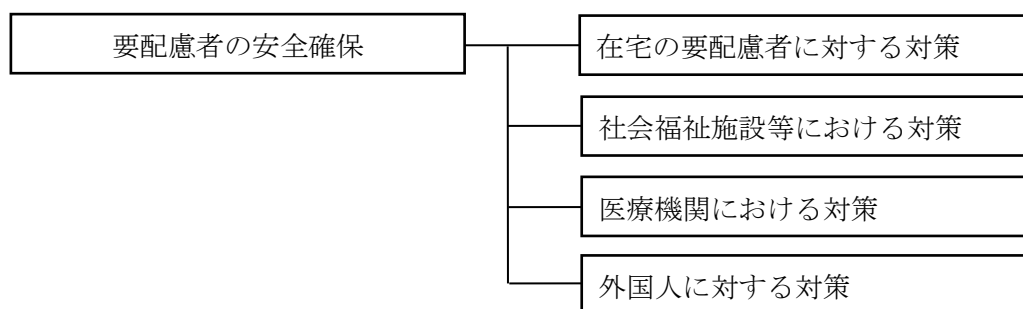 要配慮者の安全確保
在宅の要配慮者に対する対策
社会福祉施設等における対策
医療機関における対策
外国人に対する対策